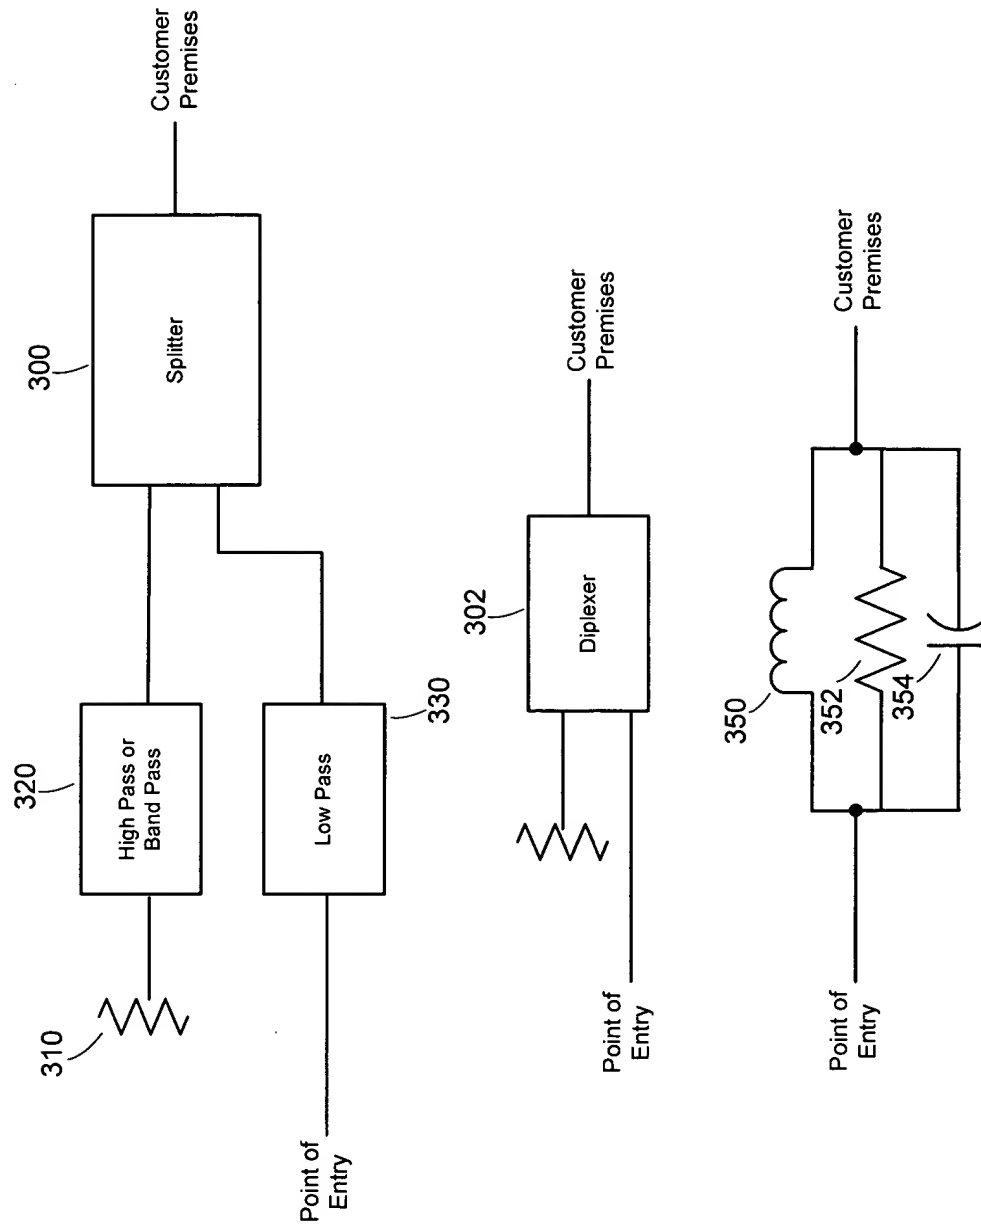 300
Splitter
Customer
Premises
320
High Pass or
Band Pass
310
330
Low Pass
Point of
Entry
302
Diplexer
Customer
Premises
Point of
Entry
350
352
354
Customer
Premises
Point of
Entry